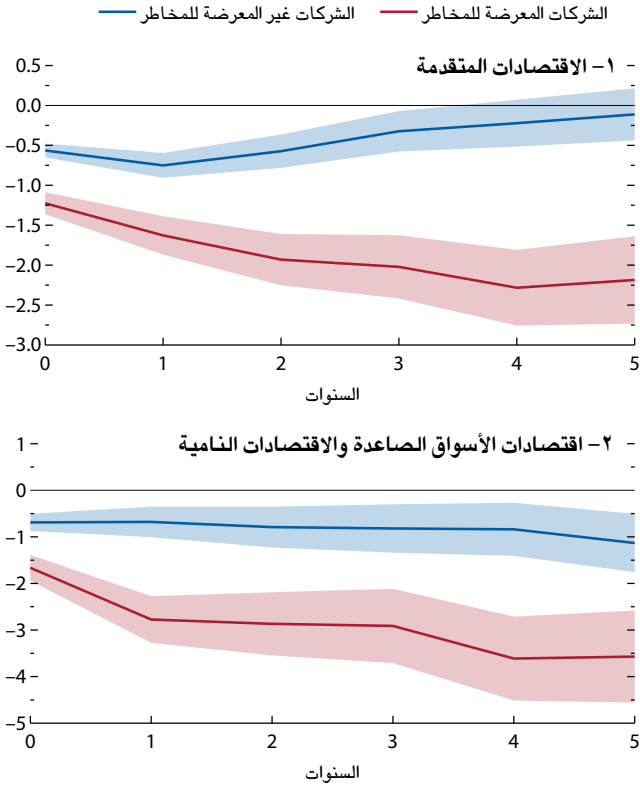 الشركات المعرضة للمخاطر الشركات غير المعرضة للمخاطر
١- الاقتصادات المتقدمة
0.5
0.0
–0.5
–1.0
–1.5
–2.0
–2.5
–3.0
0 1 2 3 4 5
السنوات
٢- اقتصادات الأسواق الصاعدة والاقتصادات النامية
1
0
–1
–2
–3
–4
–5
0 1 2 3 4 5
السنوات